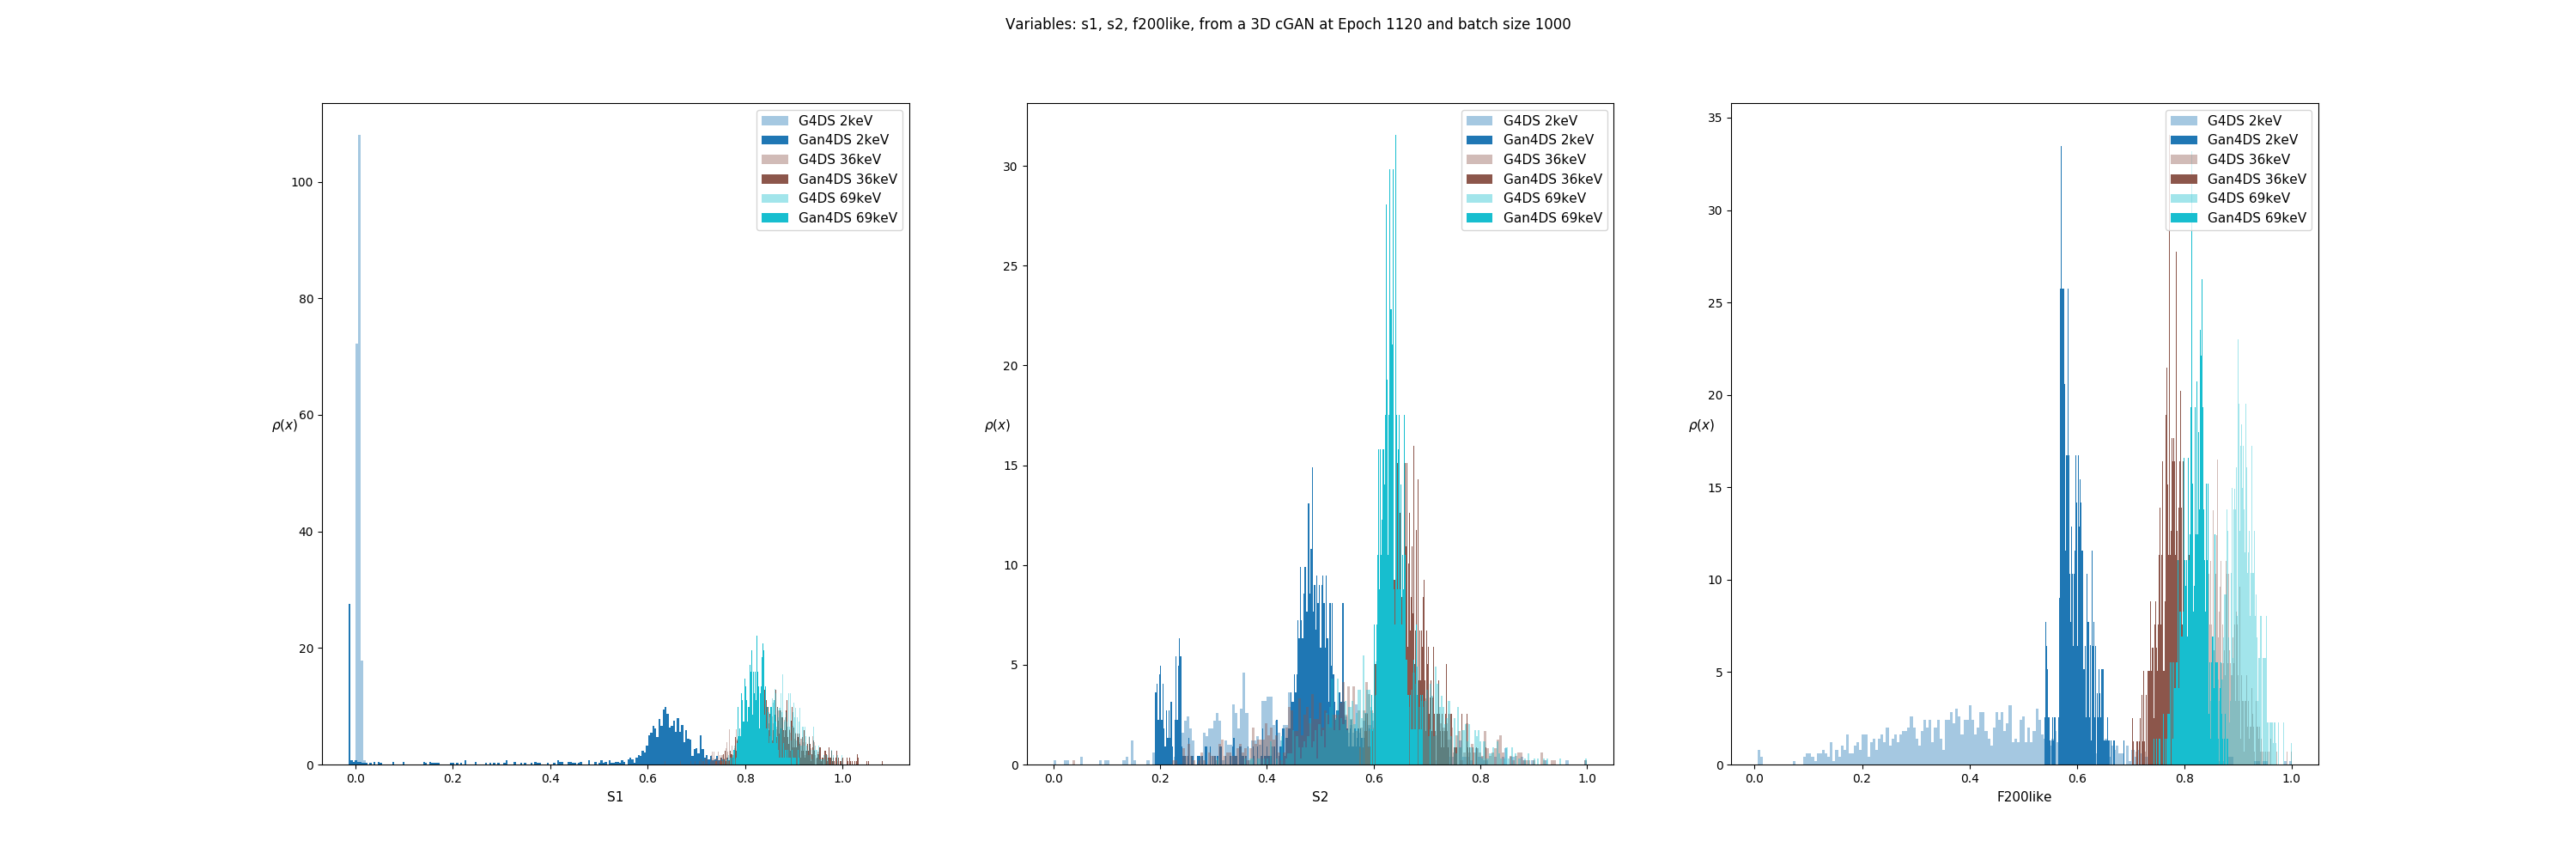 Variables: s1, s2, f200like, from a 3D cGAN at Epoch 1120 and batch size 1000
G4DS 2keV
Gan4DS 2keV
G4DS 36keV
Gan4DS 36keV
G4DS 69keV
Gan4DS 69keV
100
80
60
40
20
0
ρ(x)
0.0 0.2 0.4 0.6 0.8 1.0
S1
G4DS 2keV
Gan4DS 2keV
G4DS 36keV
Gan4DS 36keV
G4DS 69keV
Gan4DS 69keV
30
25
20
15
10
5
0
ρ(x)
0.0 0.2 0.4 0.6 0.8 1.0
S2
G4DS 2keV
Gan4DS 2keV
G4DS 36keV
Gan4DS 36keV
G4DS 69keV
Gan4DS 69keV
35
30
25
20
15
10
5
0
ρ(x)
0.0 0.2 0.4 0.6 0.8 1.0
F200like